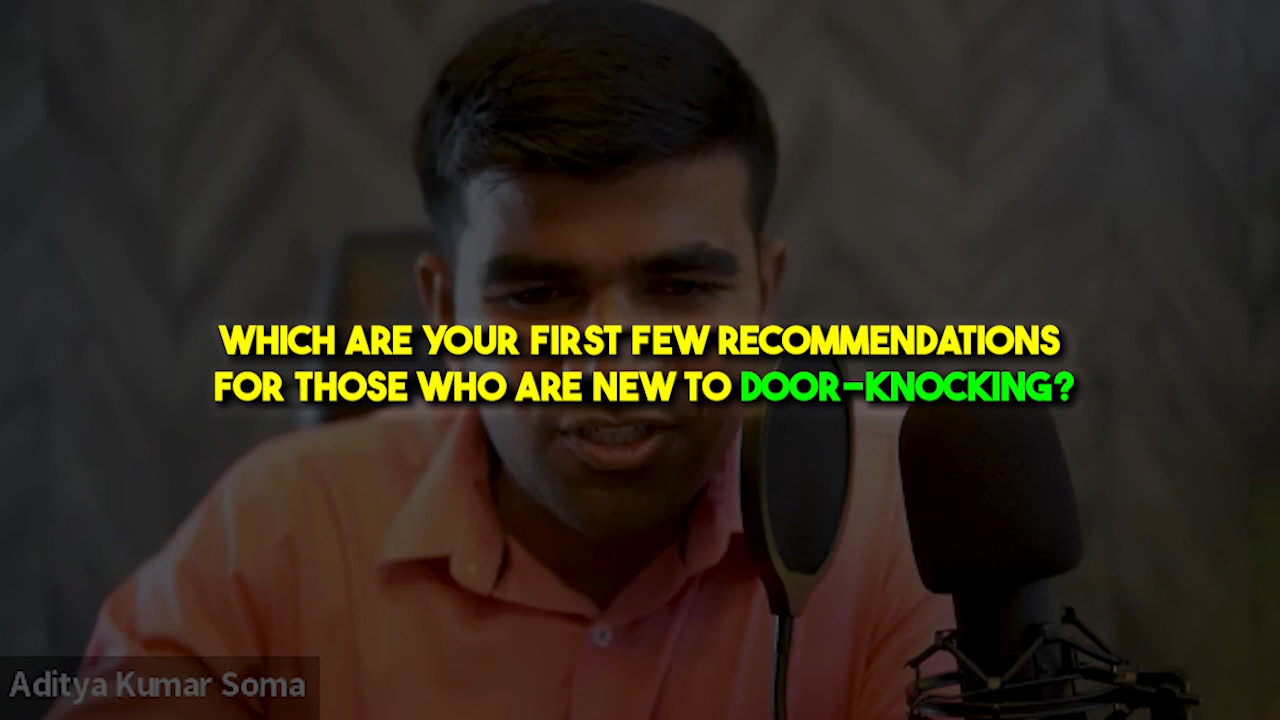 WHICH ARE YOUR FIRST FEW RECOMMENDATIONS
FOR THOSE WHO ARE NEW TO DOOR-KNOCKING?
Aditya Kumar Soma